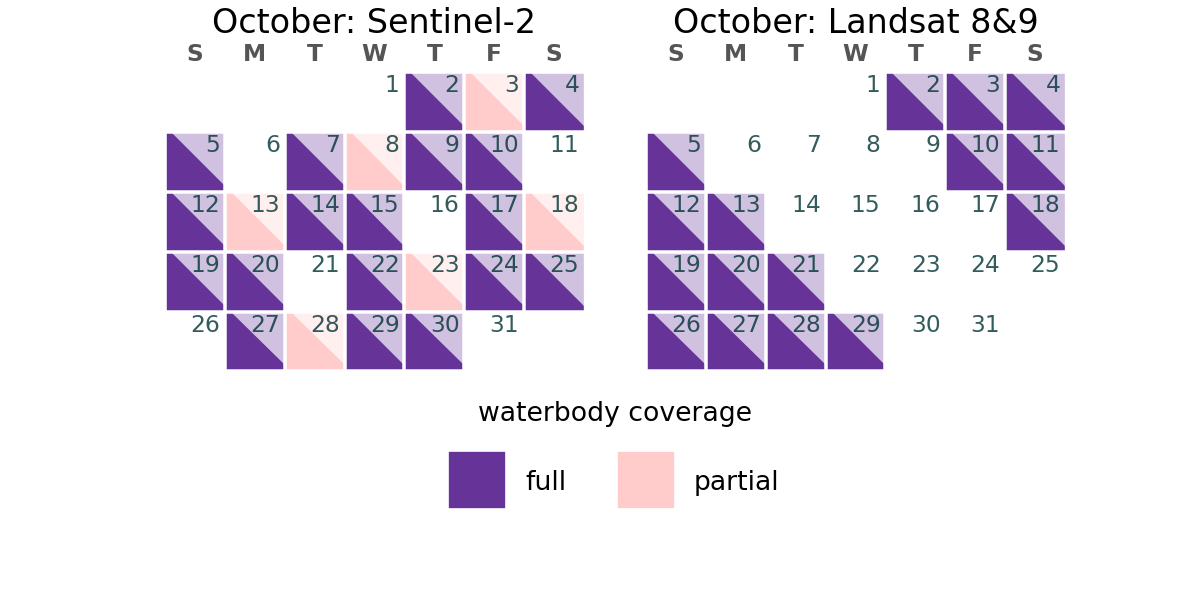 October: Sentinel-2
S M T W T F S
1 2 3 4
5 6 7 8 9 10 11
12 13 14 15 16 17 18
19 20 21 22 23 24 25
26 27 28 29 30 31
October: Landsat 8&9
S M T W T F S
1 2 3 4
5 6 7 8 9 10 11
12 13 14 15 16 17 18
19 20 21 22 23 24 25
26 27 28 29 30 31
waterbody coverage
full partial